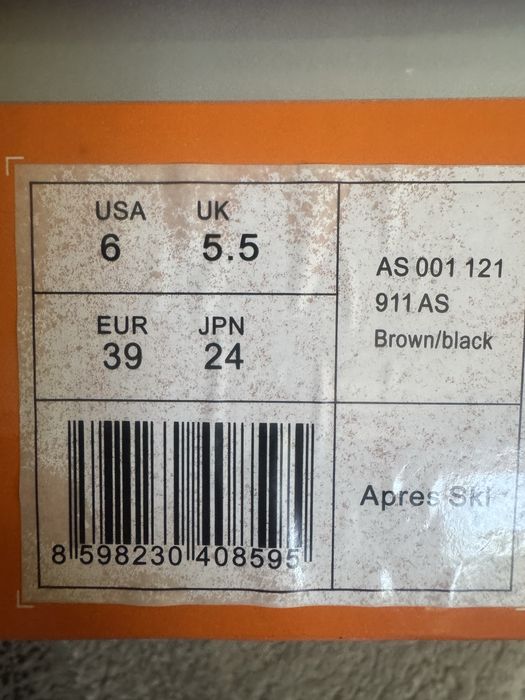 USA UK
6 5.5
EUR JPN
39 24
AS 001 121
911 AS
Brown/black
Apres Ski
8 598230 408595